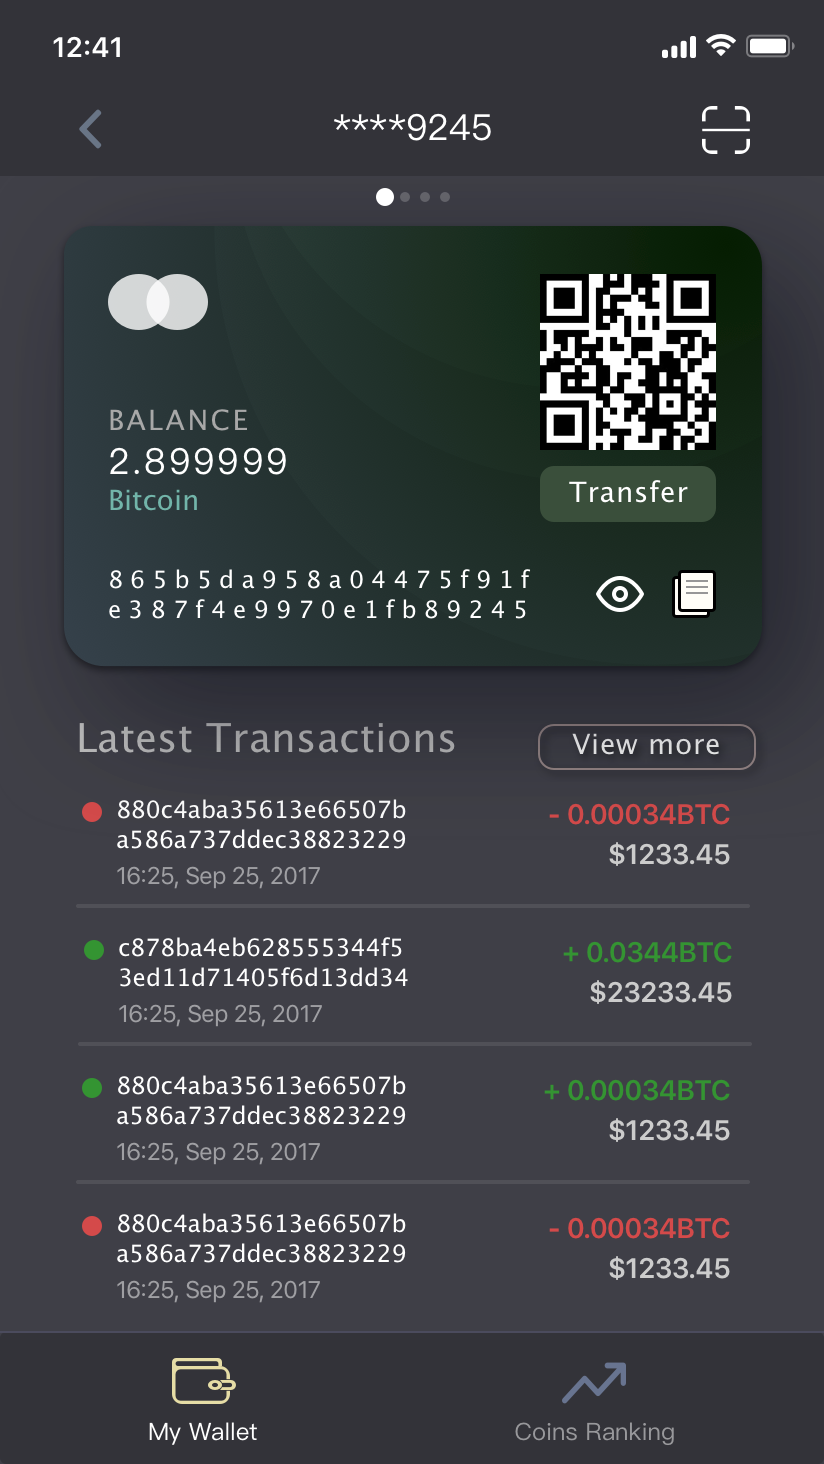 12:41
****9245
BALANCE
2.899999
Bitcoin
Transfer
865b5da958a04475f91f
e387f4e9970e1fb89245
Latest Transactions
View more
880c4aba35613e66507b
a586a737ddec38823229
16:25, Sep 25, 2017
- 0.00034BTC
$1233.45
c878ba4eb628555344f5
3ed11d71405f6d13dd34
16:25, Sep 25, 2017
+ 0.0344BTC
$23233.45
880c4aba35613e66507b
a586a737ddec38823229
16:25, Sep 25, 2017
+ 0.00034BTC
$1233.45
880c4aba35613e66507b
a586a737ddec38823229
16:25, Sep 25, 2017
- 0.00034BTC
$1233.45
My Wallet
Coins Ranking